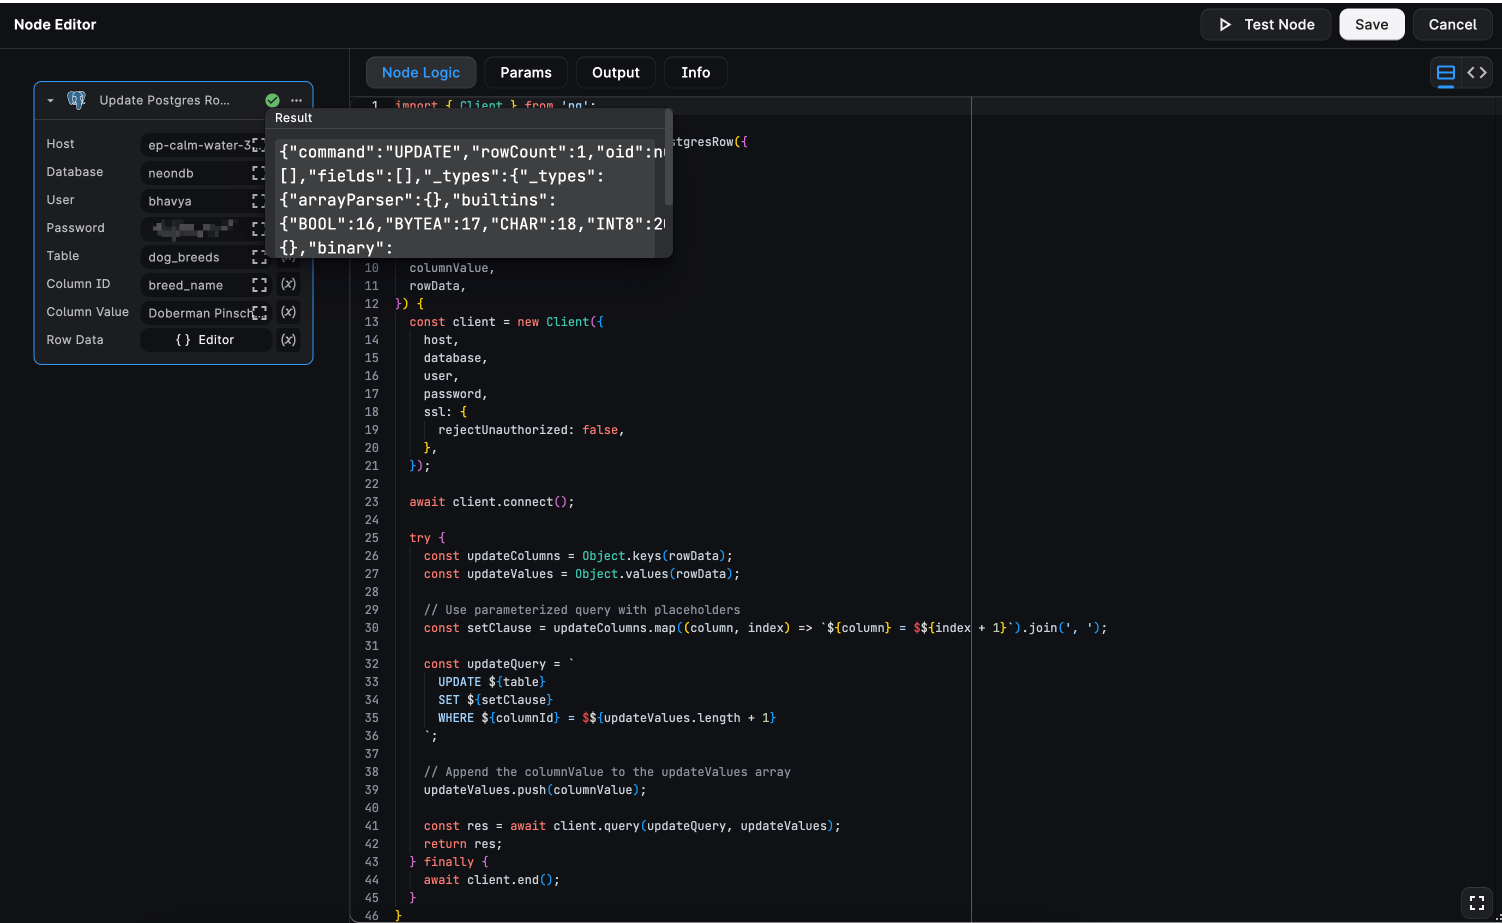 Node Editor
Test Node
Save
Cancel
Node Logic
Params
Output
Info
Update Postgres Ro...
Host
ep-calm-water-3
Database
neondb
User
bhavya
Password
Table
dog_breeds
Column ID
breed_name
(x)
Column Value
Doberman Pinsch
(x)
Row Data
{ } Editor
(x)
Result
{"command":"UPDATE","rowCount":1,"oid":nu
[],"fields":[],"_types":{"_types":
{"arrayParser":{},"builtins":
{"BOOL":16,"BYTEA":17,"CHAR":18,"INT8":20
{},"binary":
1 import { Client } from 'pg';
stgresRow({
10 columnValue,
11 rowData,
12 }) {
13 const client = new Client({
14 host,
15 database,
16 user,
17 password,
18 ssl: {
19 rejectUnauthorized: false,
20 },
21 });
22
23 await client.connect();
24
25 try {
26 const updateColumns = Object.keys(rowData);
27 const updateValues = Object.values(rowData);
28
29 // Use parameterized query with placeholders
30 const setClause = updateColumns.map((column, index) => `${column} = $${index + 1}`).join(', ');
31
32 const updateQuery = `
33 UPDATE ${table}
34 SET ${setClause}
35 WHERE ${columnId} = $${updateValues.length + 1}
36 `;
37
38 // Append the columnValue to the updateValues array
39 updateValues.push(columnValue);
40
41 const res = await client.query(updateQuery, updateValues);
42 return res;
43 } finally {
44 await client.end();
45 }
46 }